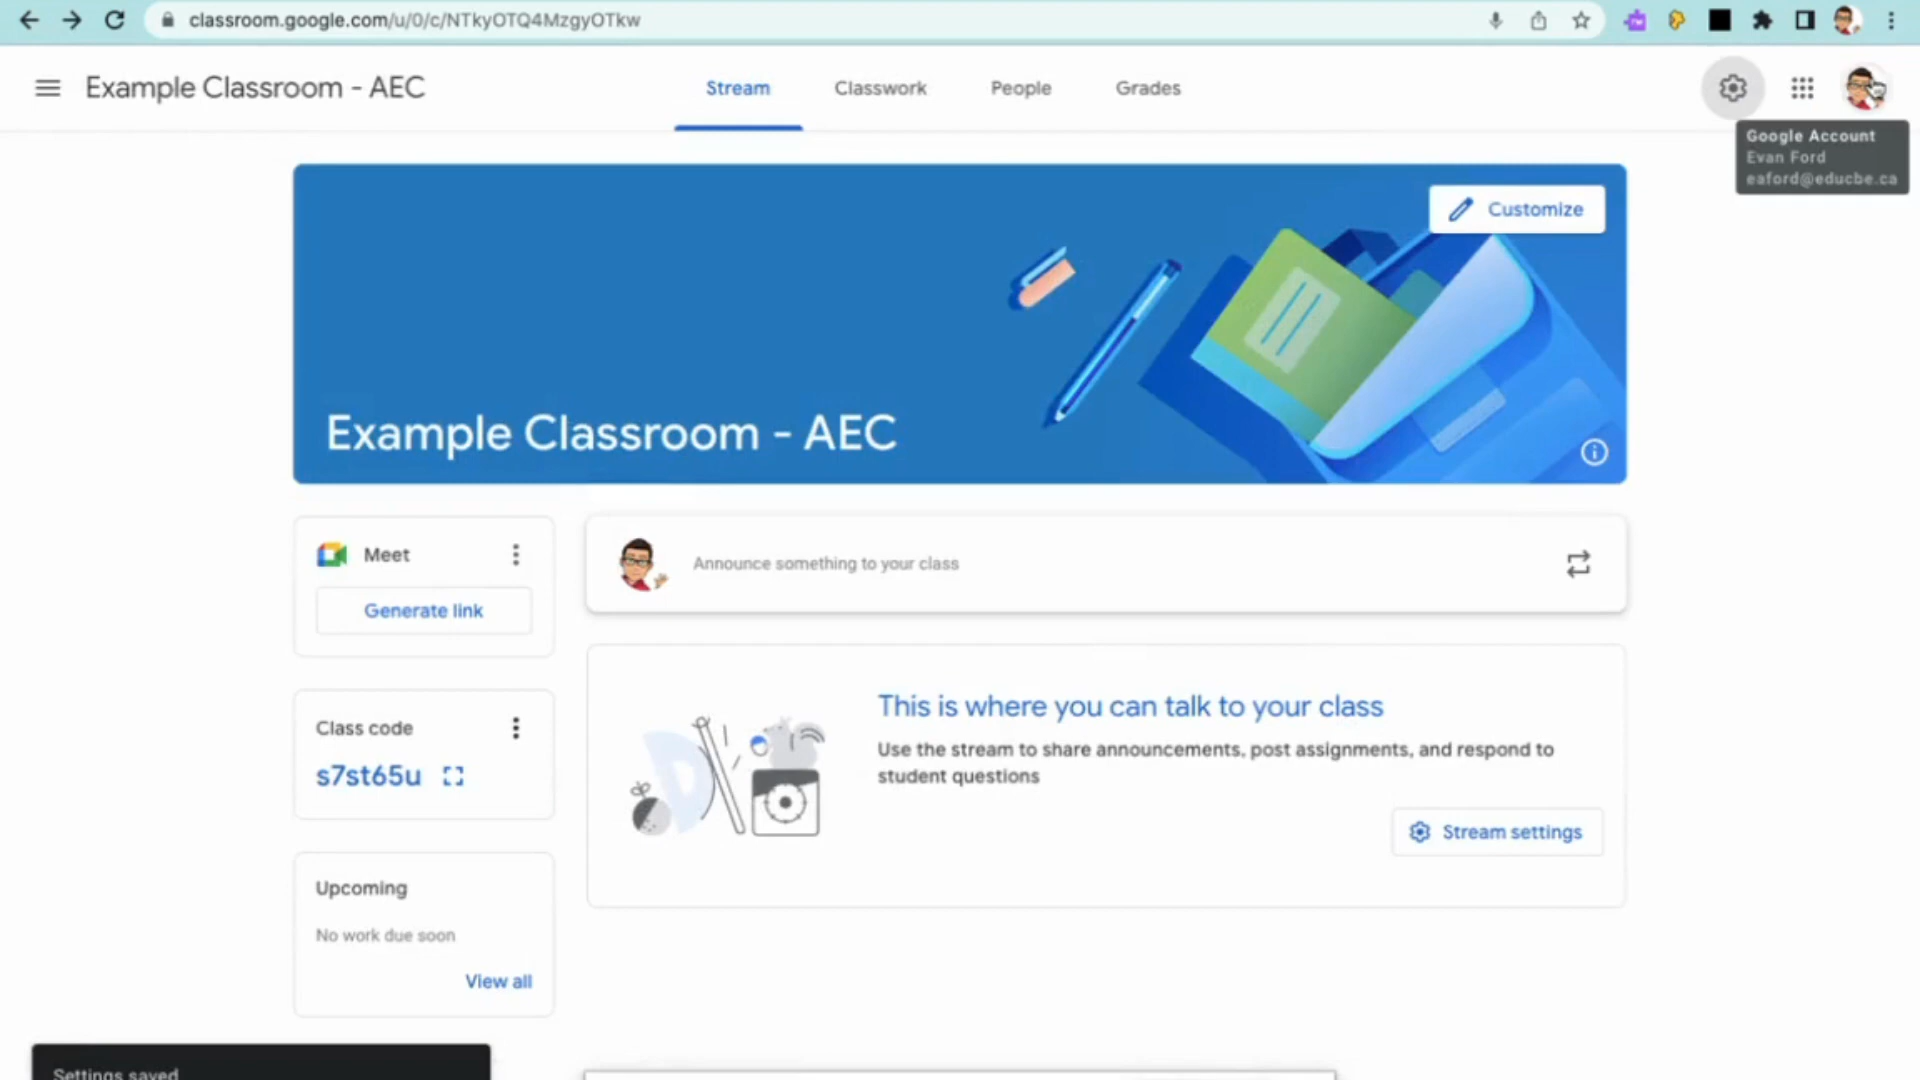 classroom.google.com/u/0/c/NTkyOTQ4MzgyOTkw
Example Classroom - AEC
Stream
Classwork
People
Grades
Google Account
Evan Ford
eaford@educbe.ca
Customize
Example Classroom - AEC
Meet
Generate link
Announce something to your class
Class code
s7st65u
This is where you can talk to your class
Use the stream to share announcements, post assignments, and respond to
student questions
Stream settings
Upcoming
No work due soon
View all
Settings saved